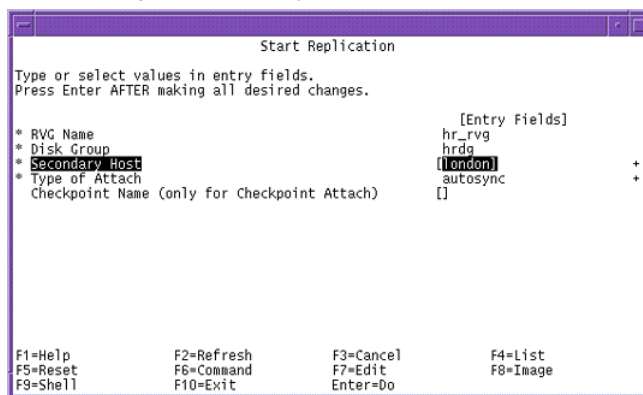 Start Replication
Type or select values in entry fields.
Press Enter AFTER making all desired changes.
[Entry Fields]
* RVG Name hr_rvg
* Disk Group hrdg
* Secondary Host [london] +
* Type of Attach autosync +
Checkpoint Name (only for Checkpoint Attach) []
F1=Help F2=Refresh F3=Cancel F4=List
F5=Reset F6=Command F7=Edit F8=Image
F9=Shell F10=Exit Enter=Do